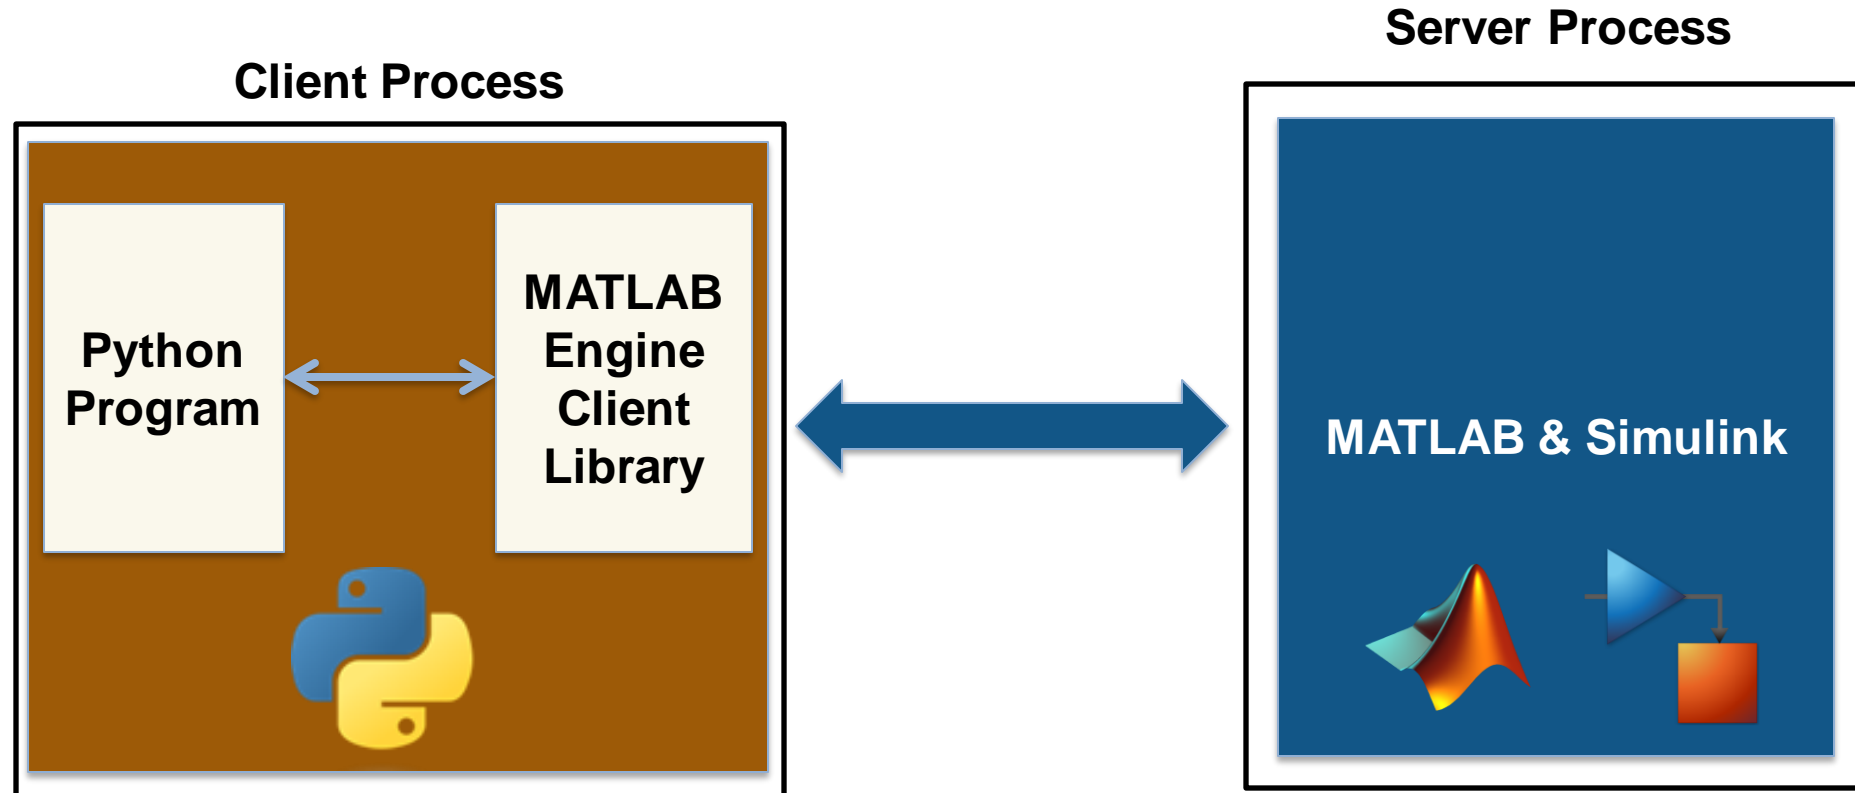 Server Process
Client Process
Python
Program
MATLAB
Engine
Client
Library
MATLAB & Simulink